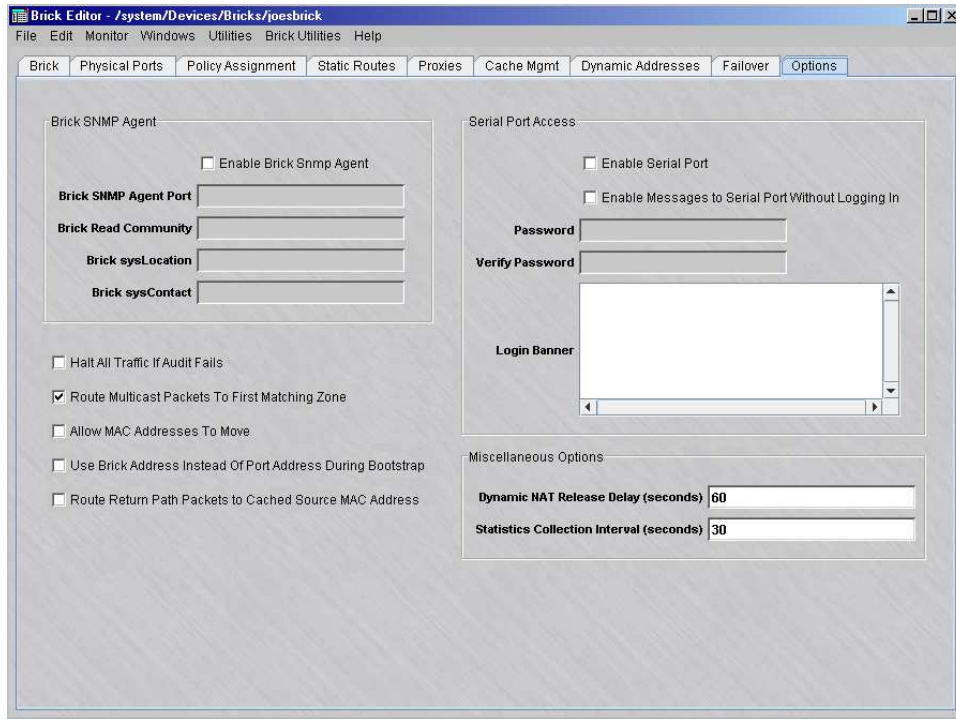 Brick Editor - /system/Devices/Bricks/joesbrick
File Edit Monitor Windows Utilities Brick Utilities Help
Brick Physical Ports Policy Assignment Static Routes Proxies Cache Mgmt Dynamic Addresses Failover Options
Brick SNMP Agent
Enable Brick Snmp Agent
Brick SNMP Agent Port
Brick Read Community
Brick sysLocation
Brick sysContact
Halt All Traffic If Audit Fails
Route Multicast Packets To First Matching Zone
Allow MAC Addresses To Move
Use Brick Address Instead Of Port Address During Bootstrap
Route Return Path Packets to Cached Source MAC Address
Serial Port Access
Enable Serial Port
Enable Messages to Serial Port Without Logging In
Password
Verify Password
Login Banner
Miscellaneous Options
Dynamic NAT Release Delay (seconds) 60
Statistics Collection Interval (seconds) 30